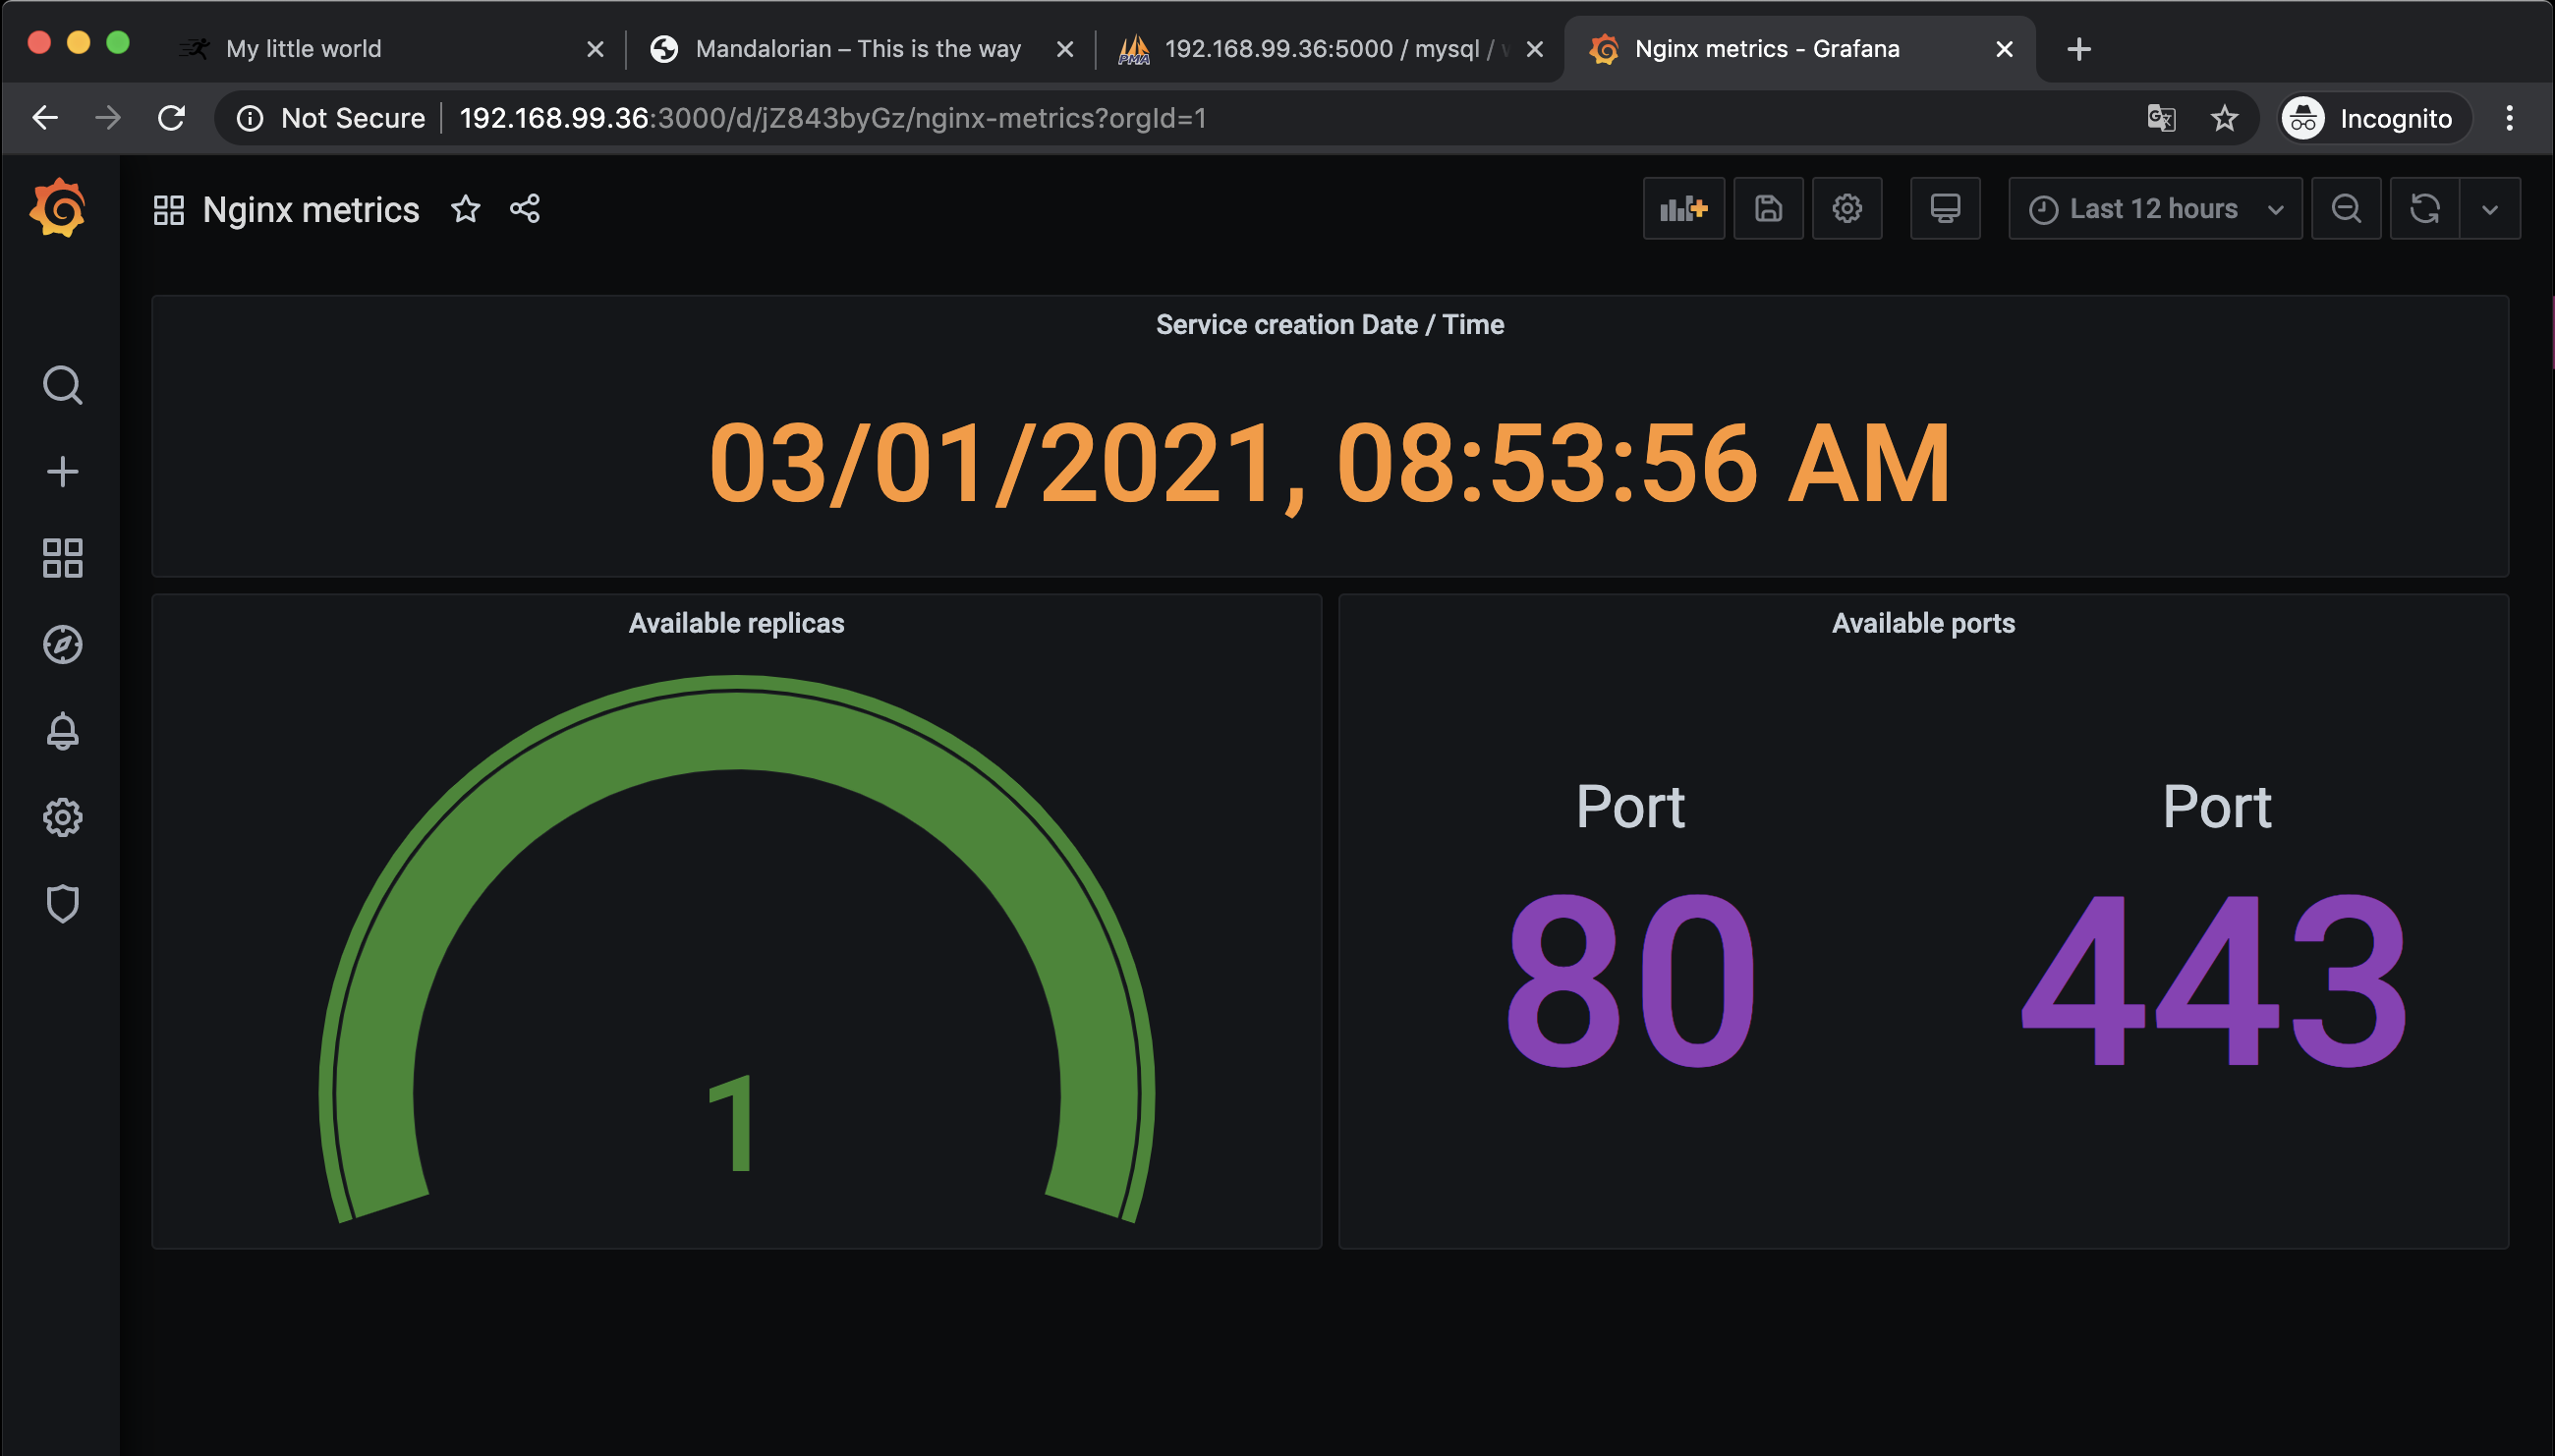 My little world
Mandalorian – This is the way
PMA
192.168.99.36:5000 / mysql /
Nginx metrics - Grafana
Not Secure
192.168.99.36:3000/d/jZ843byGz/nginx-metrics?orgId=1
Incognito
Nginx metrics
Last 12 hours
Service creation Date / Time
03/01/2021, 08:53:56 AM
Available replicas
1
Available ports
Port
80
Port
443